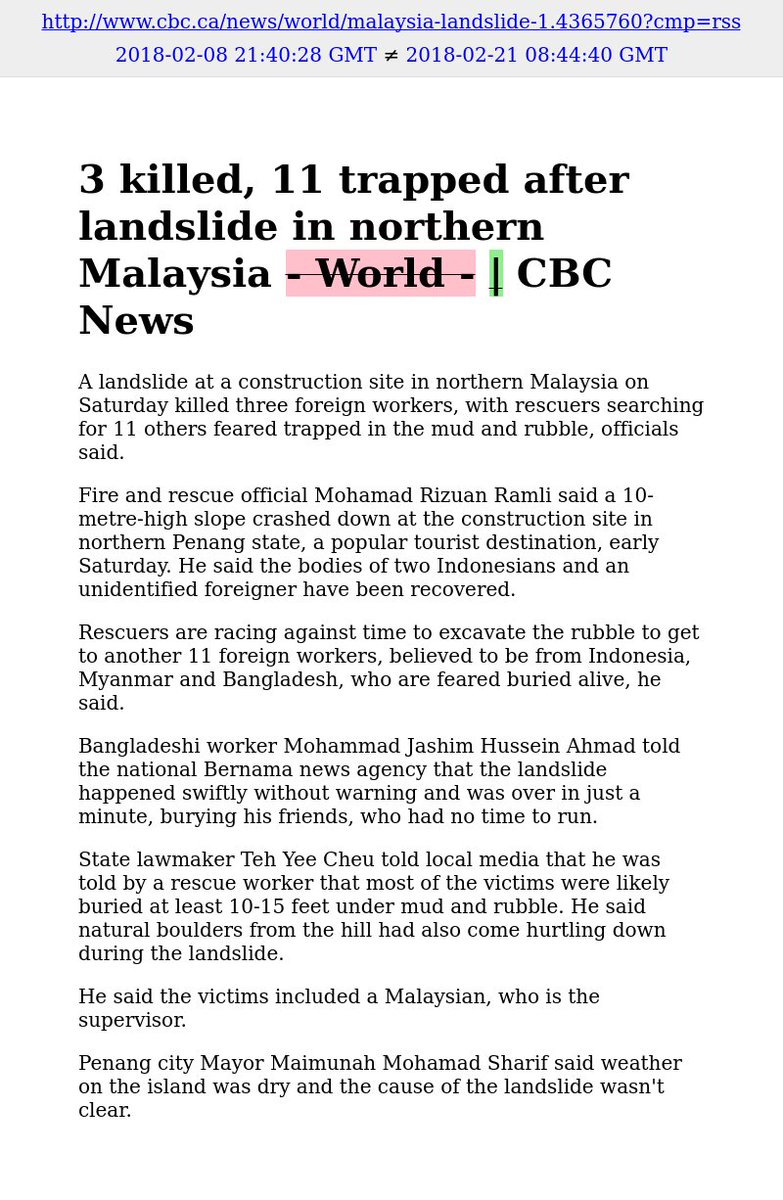 http://www.cbc.ca/news/world/malaysia-landslide-1.4365760?cmp=rss
2018-02-08 21:40:28 GMT ≠ 2018-02-21 08:44:40 GMT
3 killed, 11 trapped after
landslide in northern
Malaysia - World - | CBC
News
A landslide at a construction site in northern Malaysia on
Saturday killed three foreign workers, with rescuers searching
for 11 others feared trapped in the mud and rubble, officials
said.
Fire and rescue official Mohamad Rizuan Ramli said a 10-
metre-high slope crashed down at the construction site in
northern Penang state, a popular tourist destination, early
Saturday. He said the bodies of two Indonesians and an
unidentified foreigner have been recovered.
Rescuers are racing against time to excavate the rubble to get
to another 11 foreign workers, believed to be from Indonesia,
Myanmar and Bangladesh, who are feared buried alive, he
said.
Bangladeshi worker Mohammad Jashim Hussein Ahmad told
the national Bernama news agency that the landslide
happened swiftly without warning and was over in just a
minute, burying his friends, who had no time to run.
State lawmaker Teh Yee Cheu told local media that he was
told by a rescue worker that most of the victims were likely
buried at least 10-15 feet under mud and rubble. He said
natural boulders from the hill had also come hurtling down
during the landslide.
He said the victims included a Malaysian, who is the
supervisor.
Penang city Mayor Maimunah Mohamad Sharif said weather
on the island was dry and the cause of the landslide wasn't
clear.